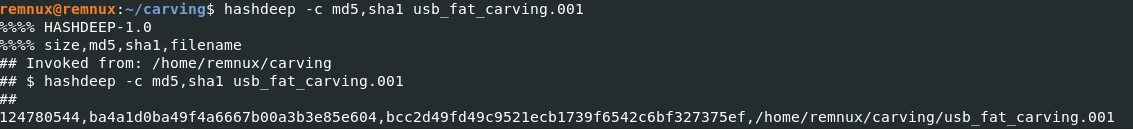 remnux@remnux:~/carving$ hashdeep -c md5,sha1 usb_fat_carving.001
%%%% HASHDEEP-1.0
%%%% size,md5,sha1,filename
## Invoked from: /home/remnux/carving
## $ hashdeep -c md5,sha1 usb_fat_carving.001
##
124780544,ba4a1d0ba49f4a6667b00a3b3e85e604,bcc2d49fd49c9521ecb1739f6542c6bf327375ef,/home/remnux/carving/usb_fat_carving.001